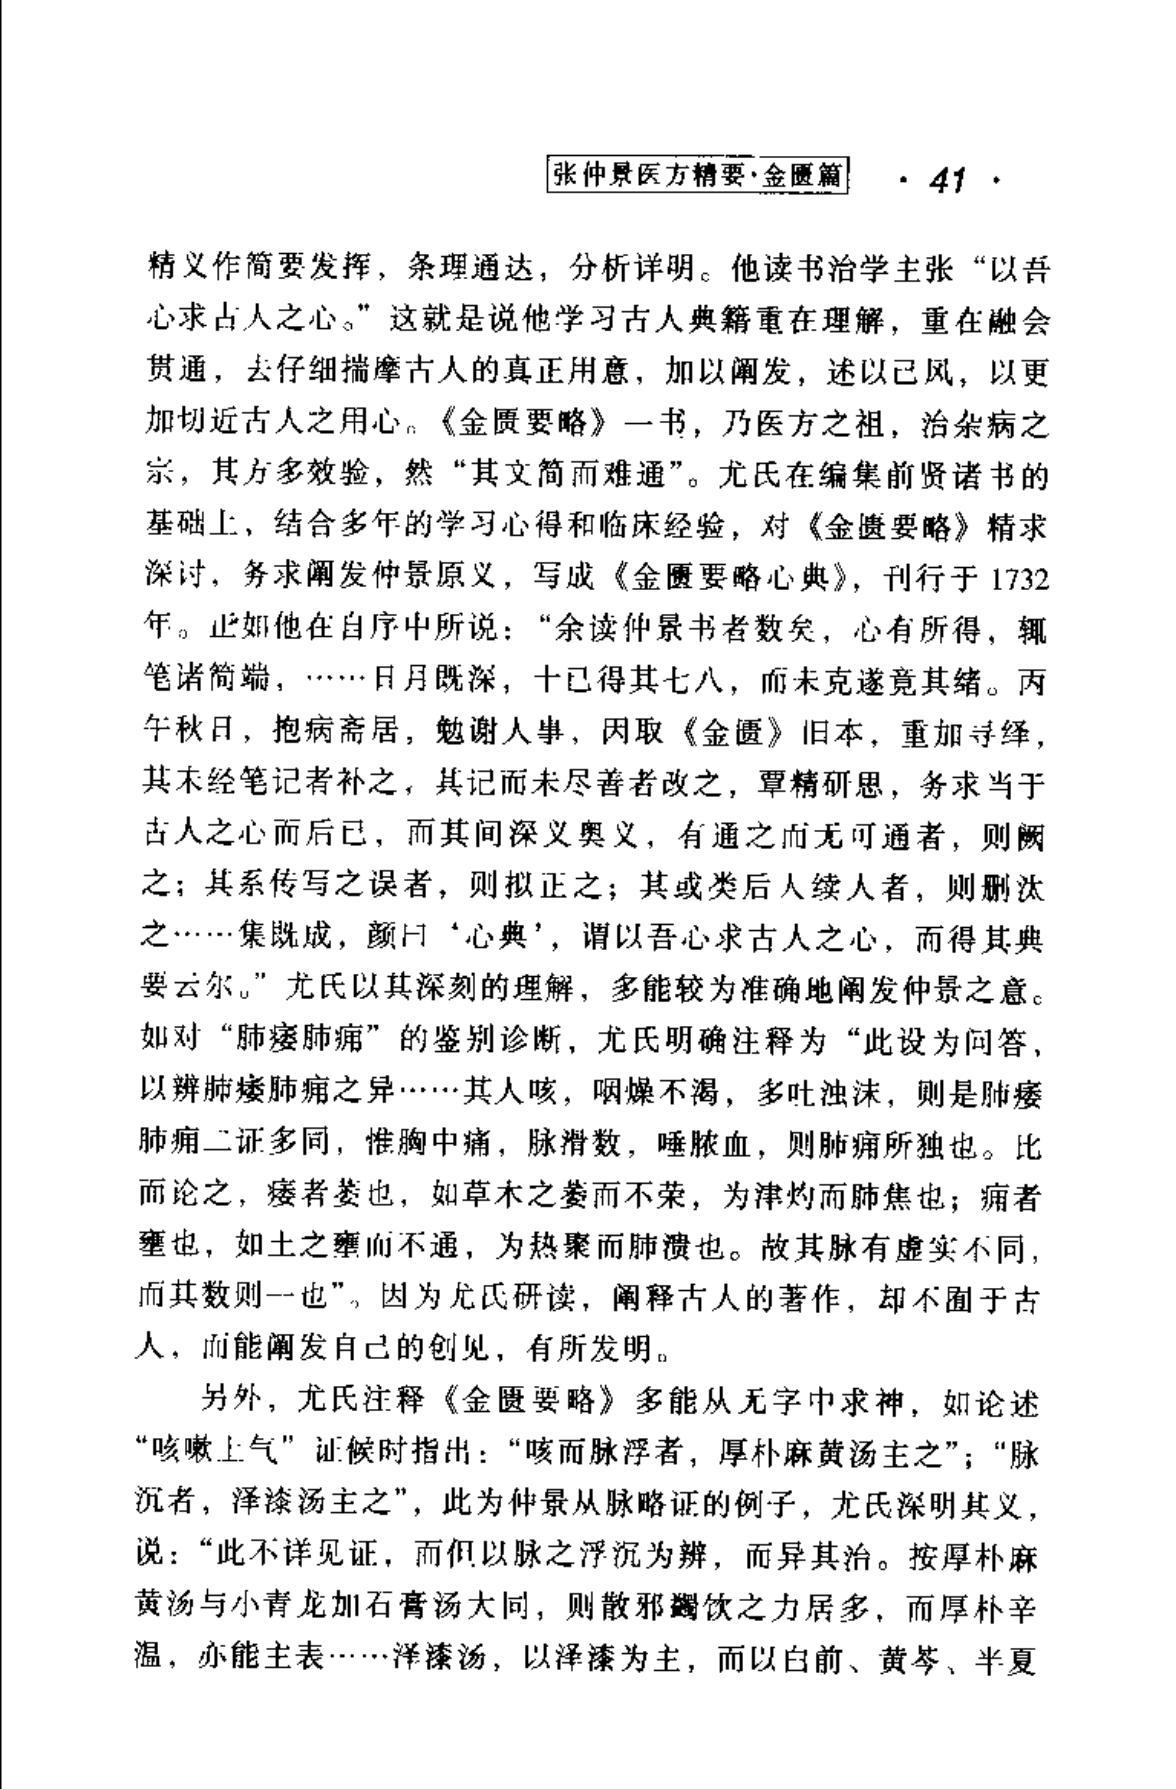 张仲景医方精要·金匮篇 · 41 ·
精义作简要发挥，条理通达，分析详明。他读书治学主张“以吾
心求古人之心。”这就是说他学习古人典籍重在理解，重在融会
贯通，去仔细揣摩古人的真正用意，加以阐发，述以己风，以更
加切近古人之用心。《金匮要略》一书，乃医方之祖，治杂病之
宗，其方多效验，然“其文简而难通”。尤氏在编集前贤诸书的
基础上，结合多年的学习心得和临床经验，对《金匮要略》精求
深讨，务求阐发仲景原义，写成《金匮要略心典》，刊行于 1732
年。正如他在自序中所说：“余读仲景书者数矣，心有所得，辄
笔诸简端，……日月既深，十已得其七八，而未克遂竟其绪。丙
午秋日，抱病斋居，勉谢人事，因取《金匮》旧本，重加寻绎，
其未经笔记者补之，其记而未尽善者改之，覃精研思，务求当于
古人之心而后已，而其间深义奥义，有通之而无可通者，则阙
之；其系传写之误者，则拟正之；其或类后人续人者，则删汰
之……集既成，颜曰‘心典’，谓以吾心求古人之心，而得其典
要云尔。”尤氏以其深刻的理解，多能较为准确地阐发仲景之意。
如对“肺痿肺痈”的鉴别诊断，尤氏明确注释为“此设为问答，
以辨肺痿肺痈之异……其人咳，咽燥不渴，多吐浊沫，则是肺痿
肺痈二证多同，惟胸中痛，脉滑数，唾脓血，则肺痈所独也。比
而论之，痿者萎也，如草木之萎而不荣，为津灼而肺焦也；痈者
壅也，如土之壅而不通，为热聚而肺溃也。故其脉有虚实不同，
而其数则一也”。因为尤氏研读，阐释古人的著作，却不囿于古
人，而能阐发自己的创见，有所发明。
另外，尤氏注释《金匮要略》多能从无字中求神，如论述
“咳嗽上气”证候时指出：“咳而脉浮者，厚朴麻黄汤主之”；“脉
沉者，泽漆汤主之”，此为仲景从脉略证的例子，尤氏深明其义，
说：“此不详见证，而但以脉之浮沉为辨，而异其治。按厚朴麻
黄汤与小青龙加石膏汤大同，则散邪蠲饮之力居多，而厚朴辛
温，亦能主表……泽漆汤，以泽漆为主，而以白前、黄芩、半夏